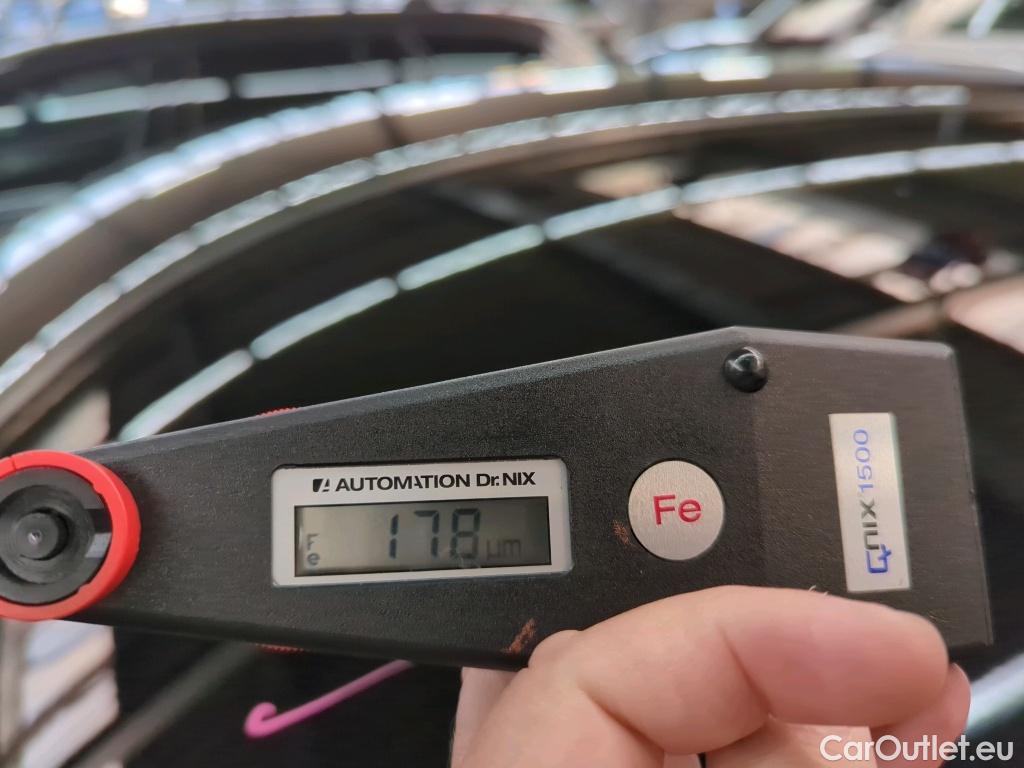 AUTOMATION Dr. NIX
Fe
178 µm
Fe
Qnix 1500
CarOutlet.eu